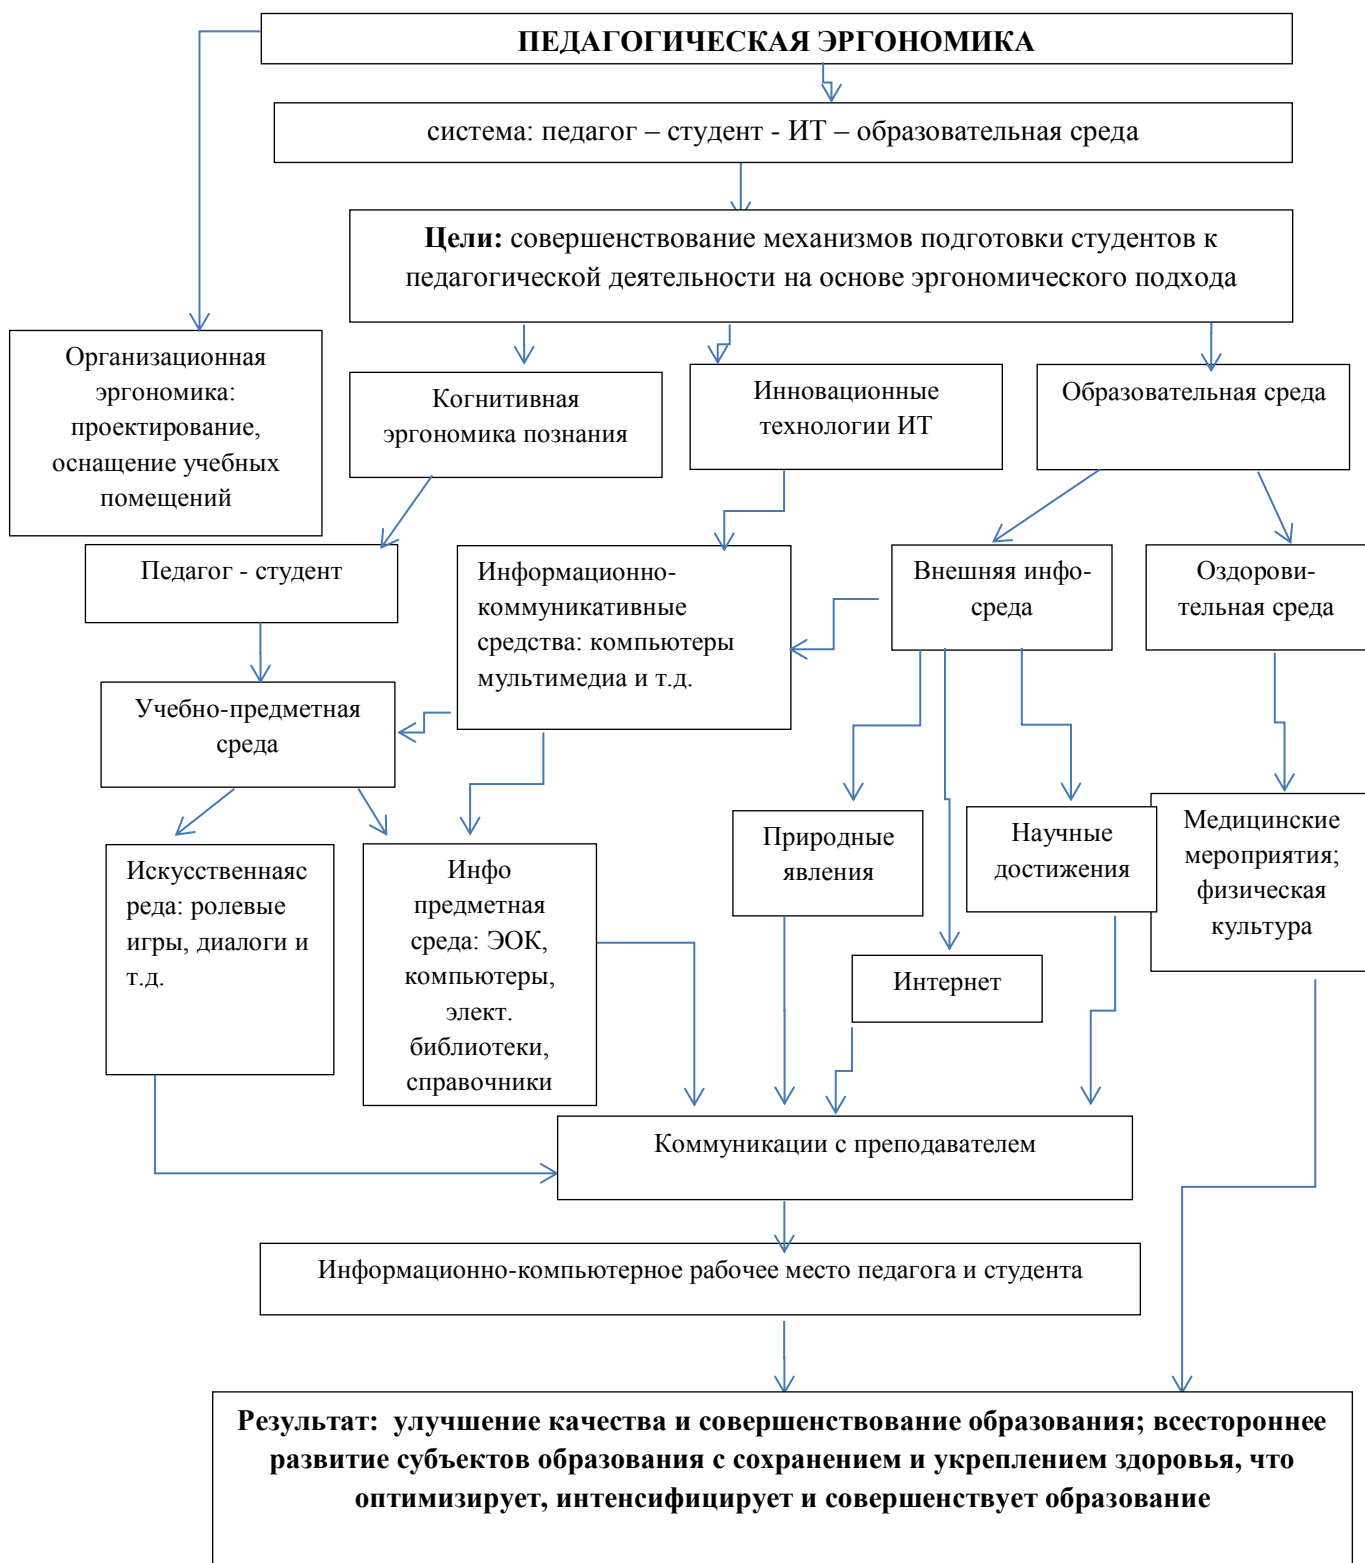 ПЕДАГОГИЧЕСКАЯ ЭРГОНОМИКА
система: педагог – студент - ИТ – образовательная среда
Цели: совершенствование механизмов подготовки студентов к
педагогической деятельности на основе эргономического подхода
Организационная
эргономика:
проектирование,
оснащение учебных
помещений
Когнитивная
эргономика познания
Инновационные
технологии ИТ
Образовательная среда
Педагог - студент
Информационно-
коммуникативные
средства: компьютеры
мультимедиа и т.д.
Внешняя инфо-
среда
Оздорови-
тельная среда
Учебно-предметная
среда
Искусственнаяс
реда: ролевые
игры, диалоги и
т.д.
Инфо
предметная
среда: ЭОК,
компьютеры,
элект.
библиотеки,
справочники
Природные
явления
Научные
достижения
Медицинские
мероприятия;
физическая
культура
Интернет
Коммуникации с преподавателем
Информационно-компьютерное рабочее место педагога и студента
Результат: улучшение качества и совершенствование образования; всестороннее
развитие субъектов образования с сохранением и укреплением здоровья, что
оптимизирует, интенсифицирует и совершенствует образование